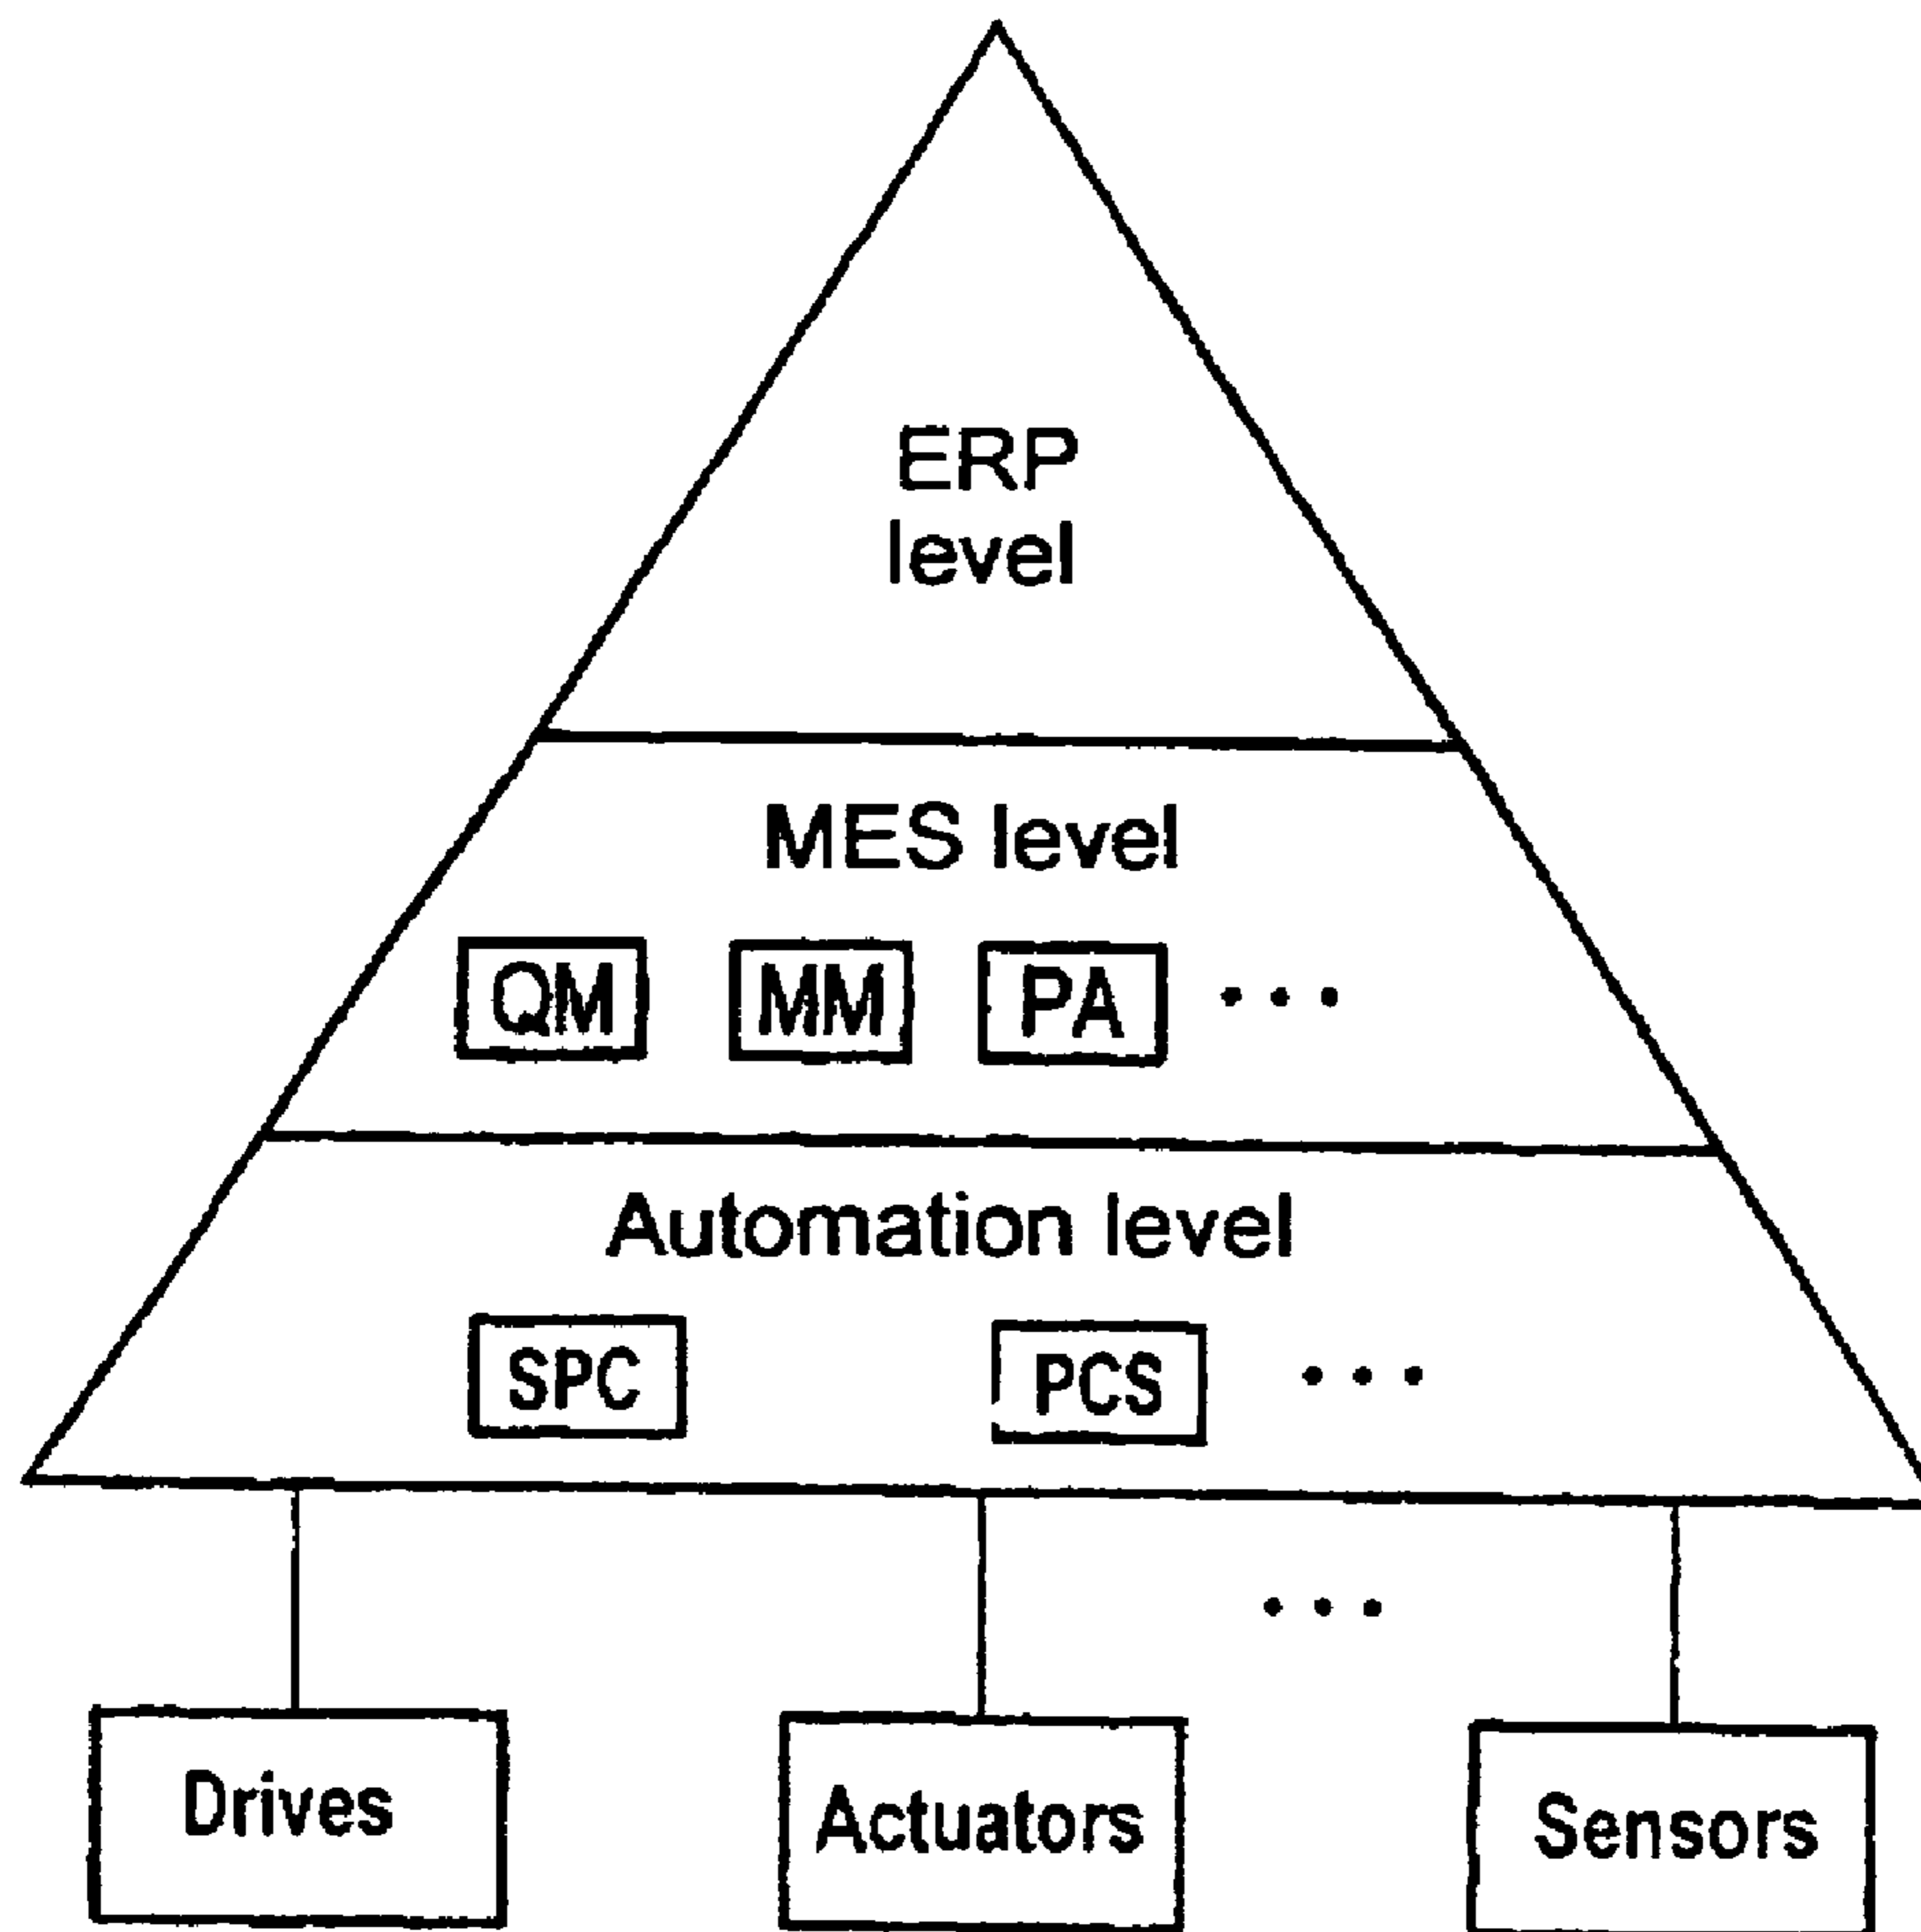 ERP
level
MES level
QM MM PA ...
Automation level
SPC PCS ...
...
Drives Actuators Sensors